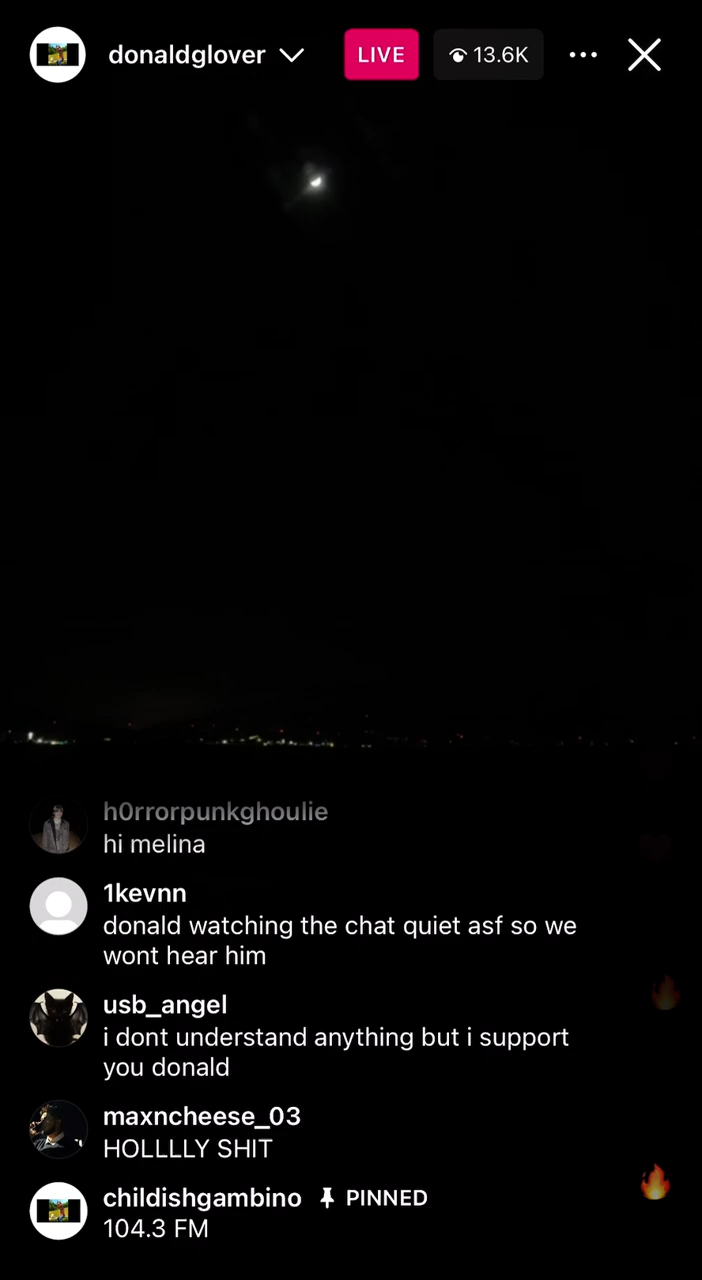 donaldglover
LIVE
13.6K
h0rrorpunkghoulie
hi melina
1kevnn
donald watching the chat quiet asf so we
wont hear him
usb_angel
i dont understand anything but i support
you donald
maxncheese_03
HOLLLLY SHIT
childishgambino PINNED
104.3 FM